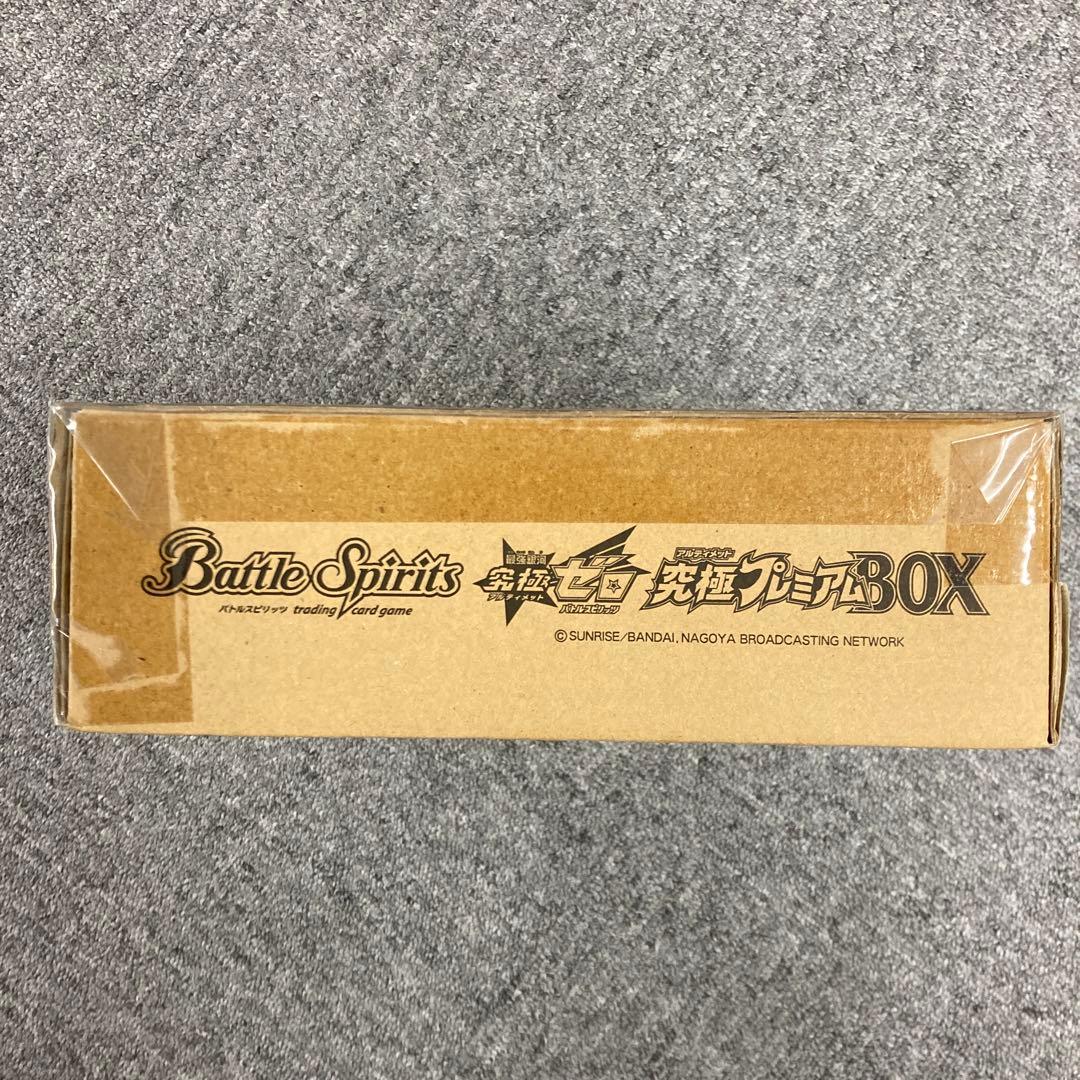 Battle Spirits
バトルスピリッツ trading card game
最強銀河
究極ゼロ
アルティメット
バトルスピリッツ
アルティメット
究極プレミアムBOX
©SUNRISE/BANDAI, NAGOYA BROADCASTING NETWORK